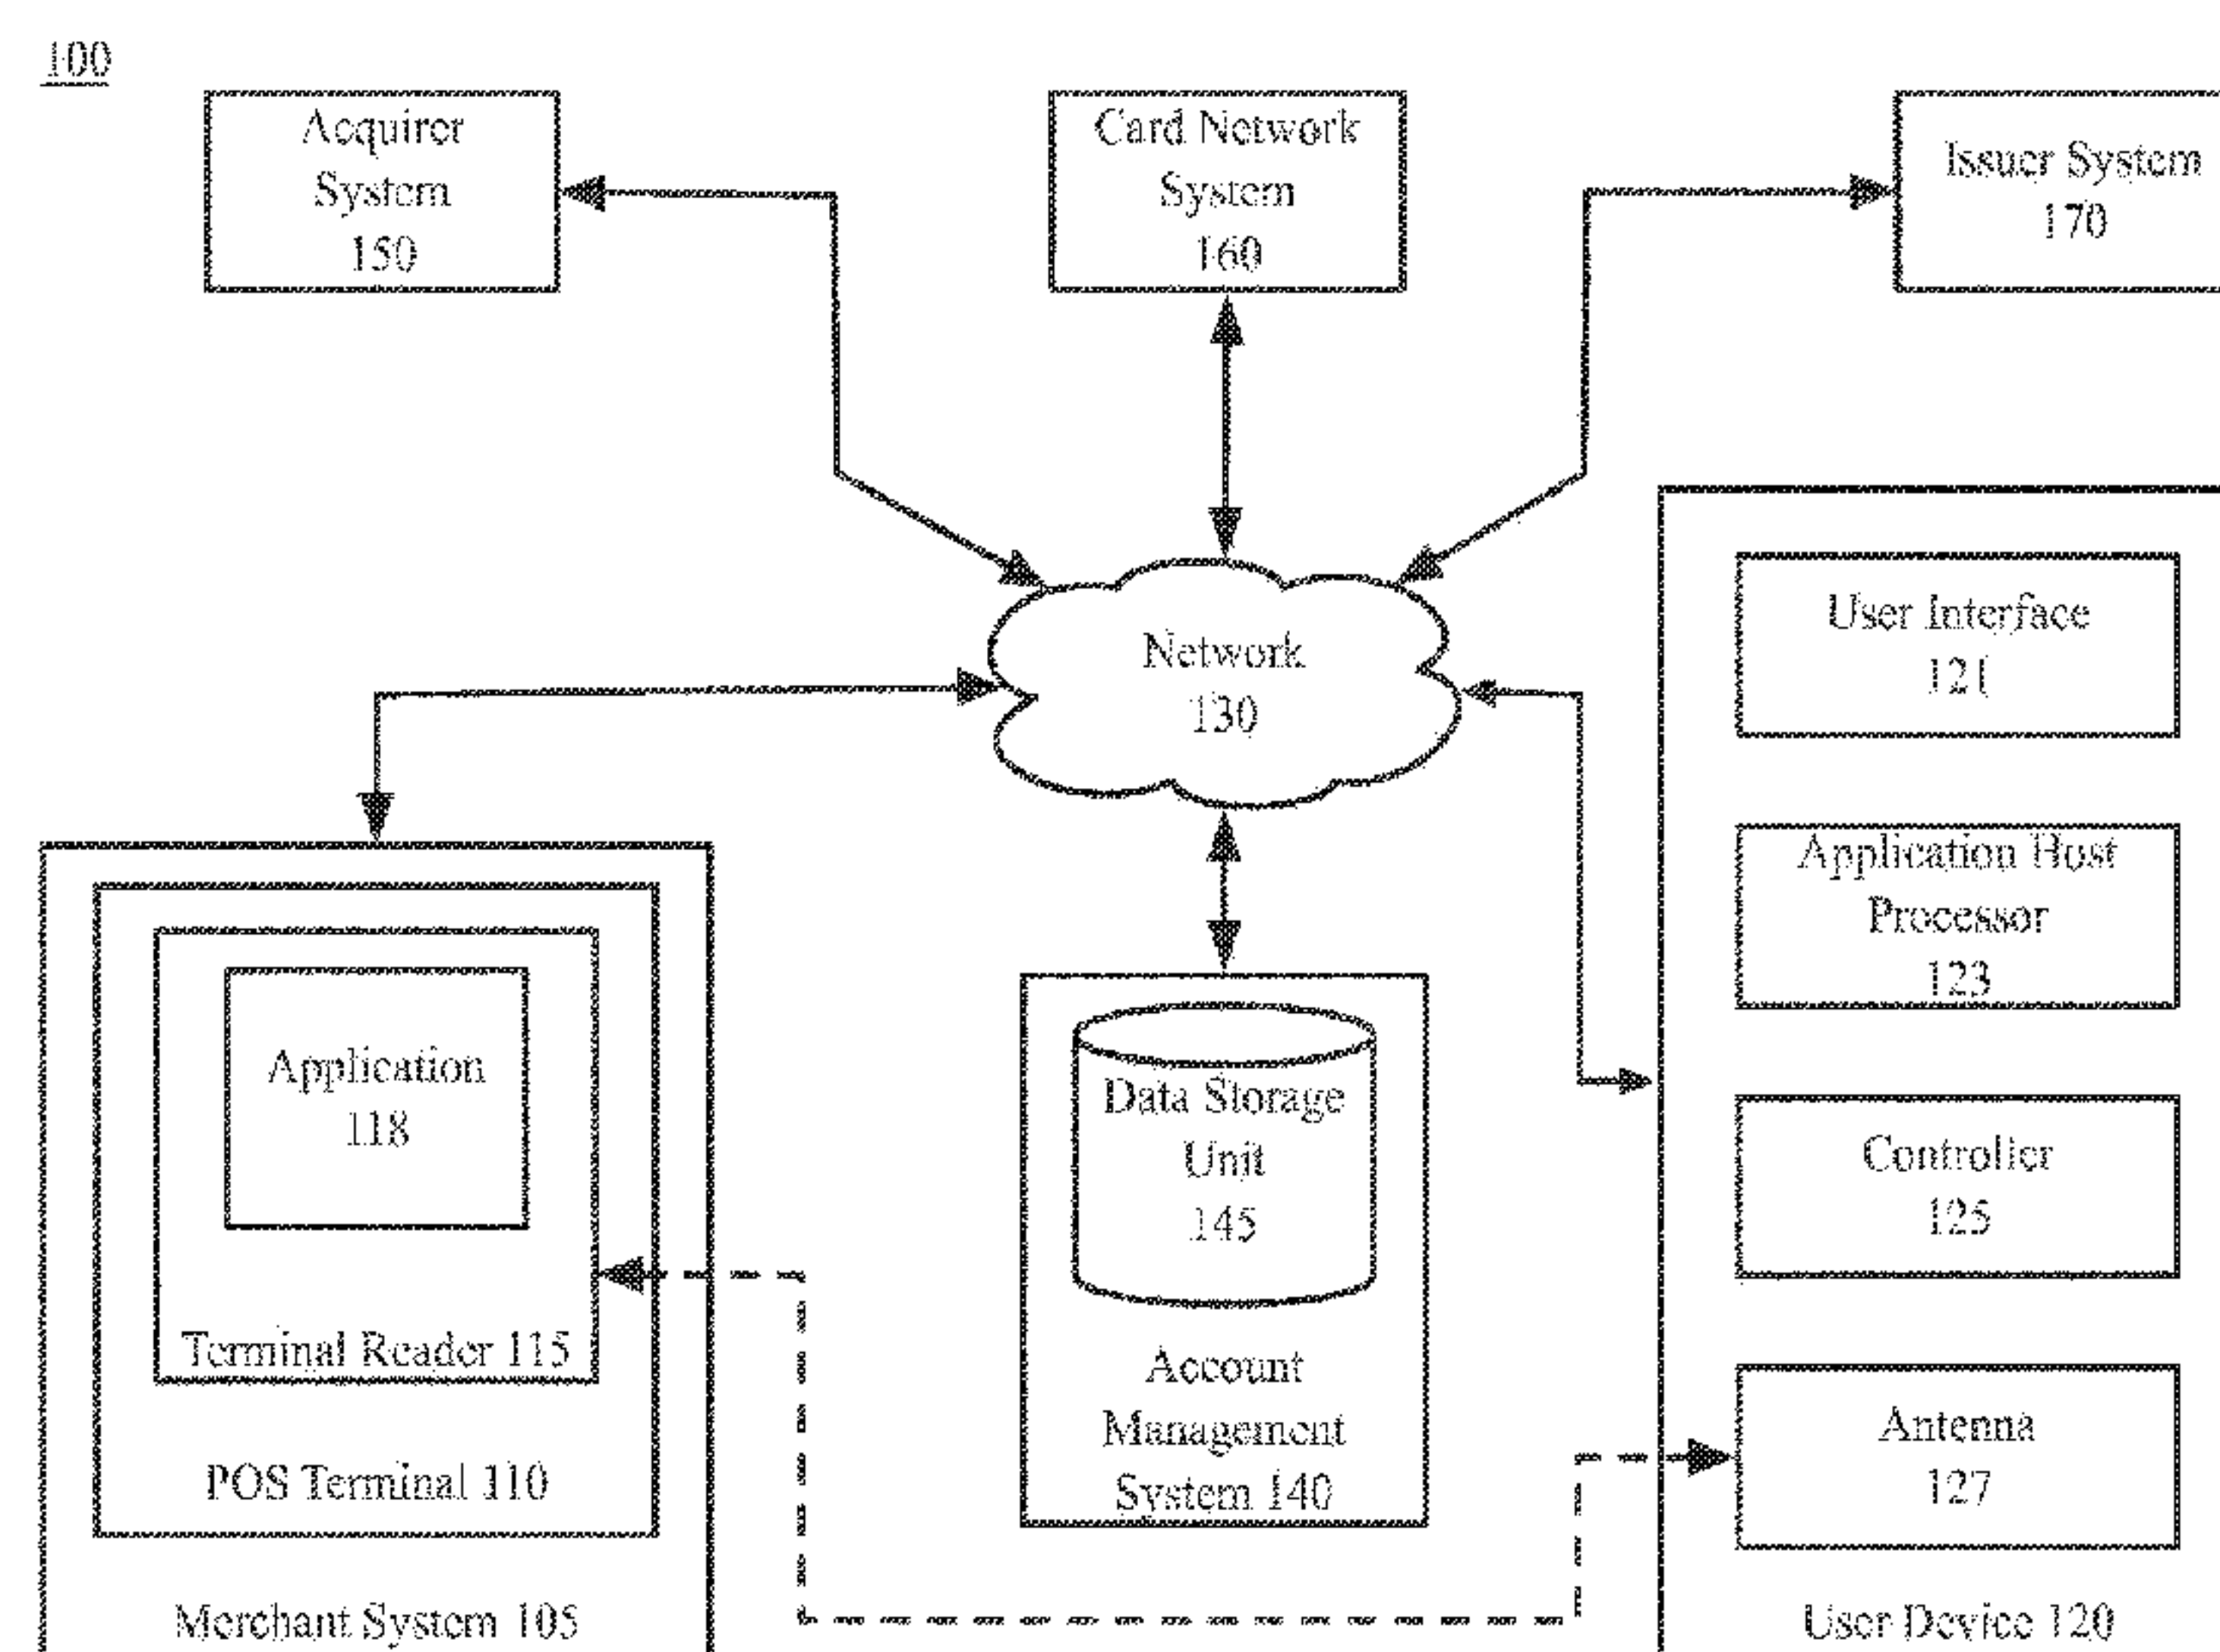 100
Acquirer
System
150
Card Network
System
160
Issuer System
170
Network
130
User Interface
121
Application Host
Processor
123
Controller
125
Antenna
127
User Device 120
Application
118
Terminal Reader 115
POS Terminal 110
Merchant System 105
Data Storage
Unit
145
Account
Management
System 140